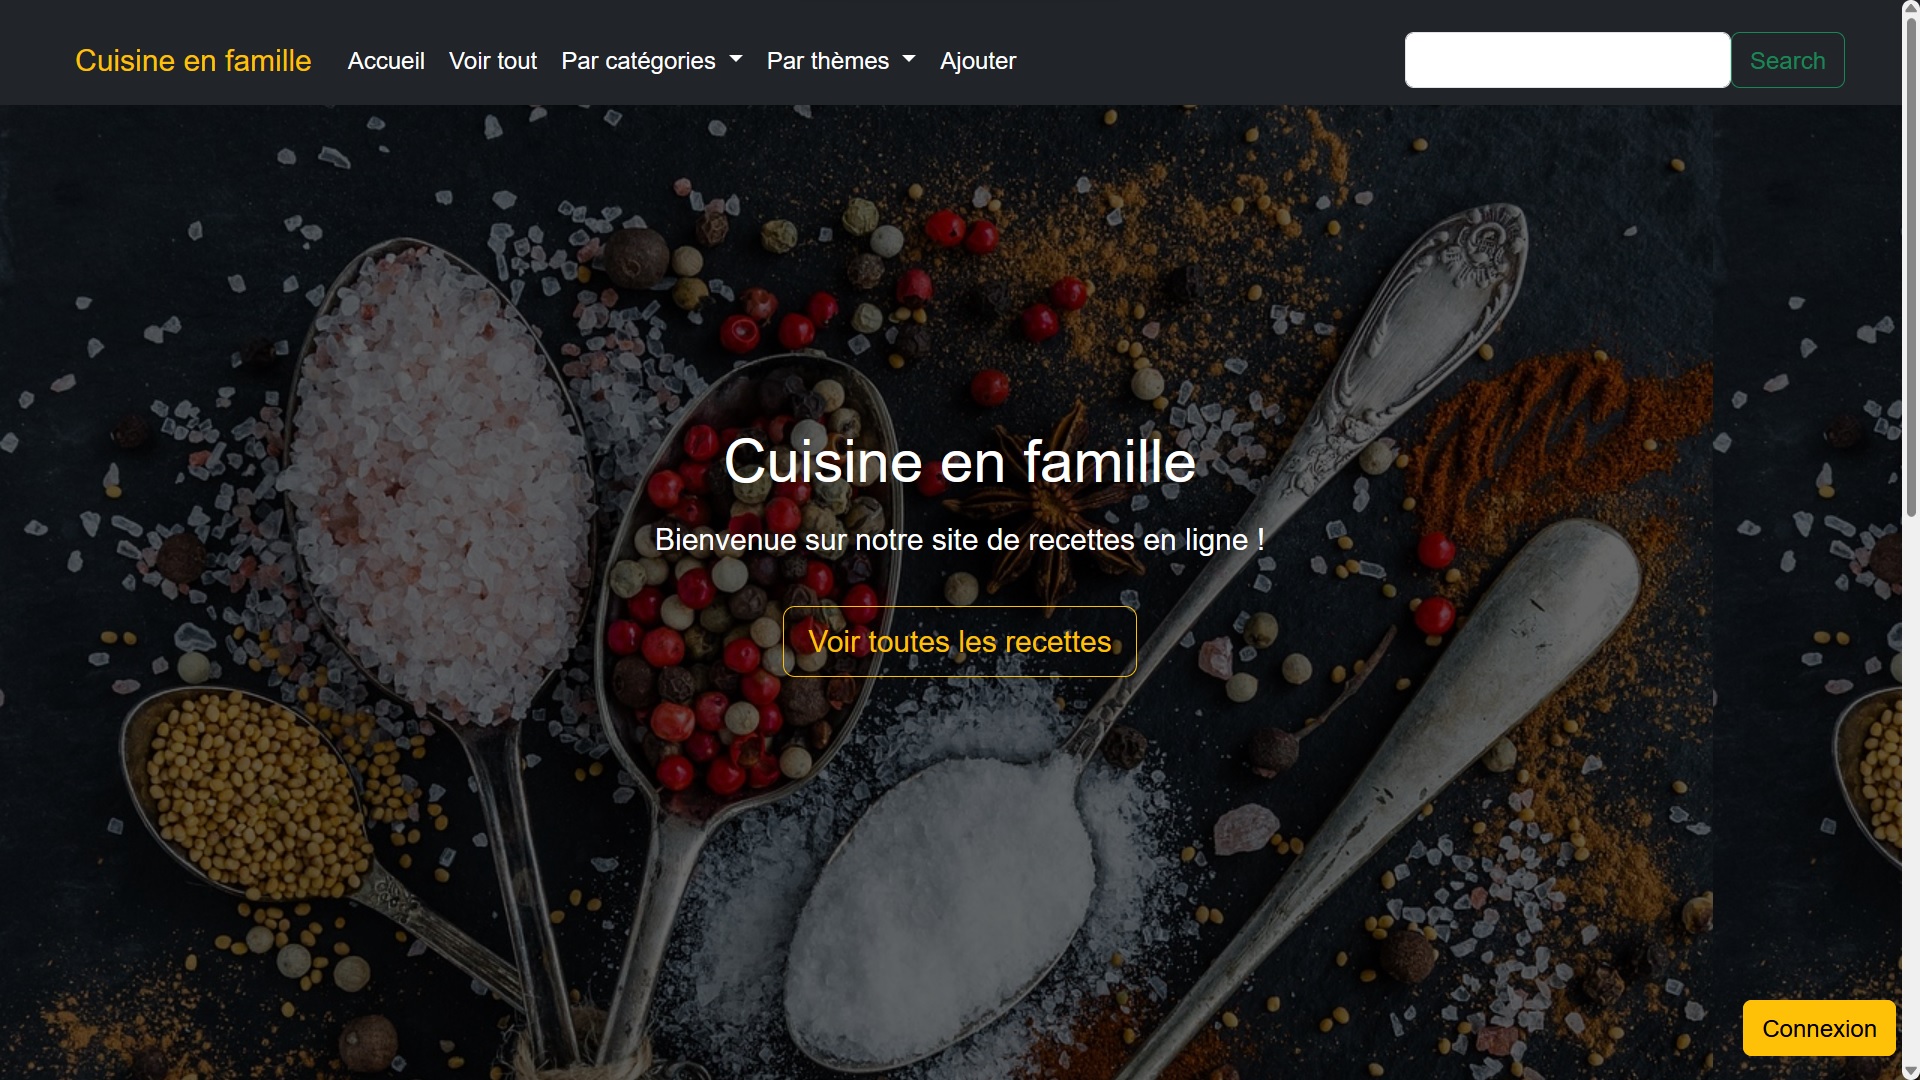 Cuisine en famille Accueil Voir tout Par catégories Par thèmes Ajouter Search
Cuisine en famille
Bienvenue sur notre site de recettes en ligne !
Voir toutes les recettes
Connexion